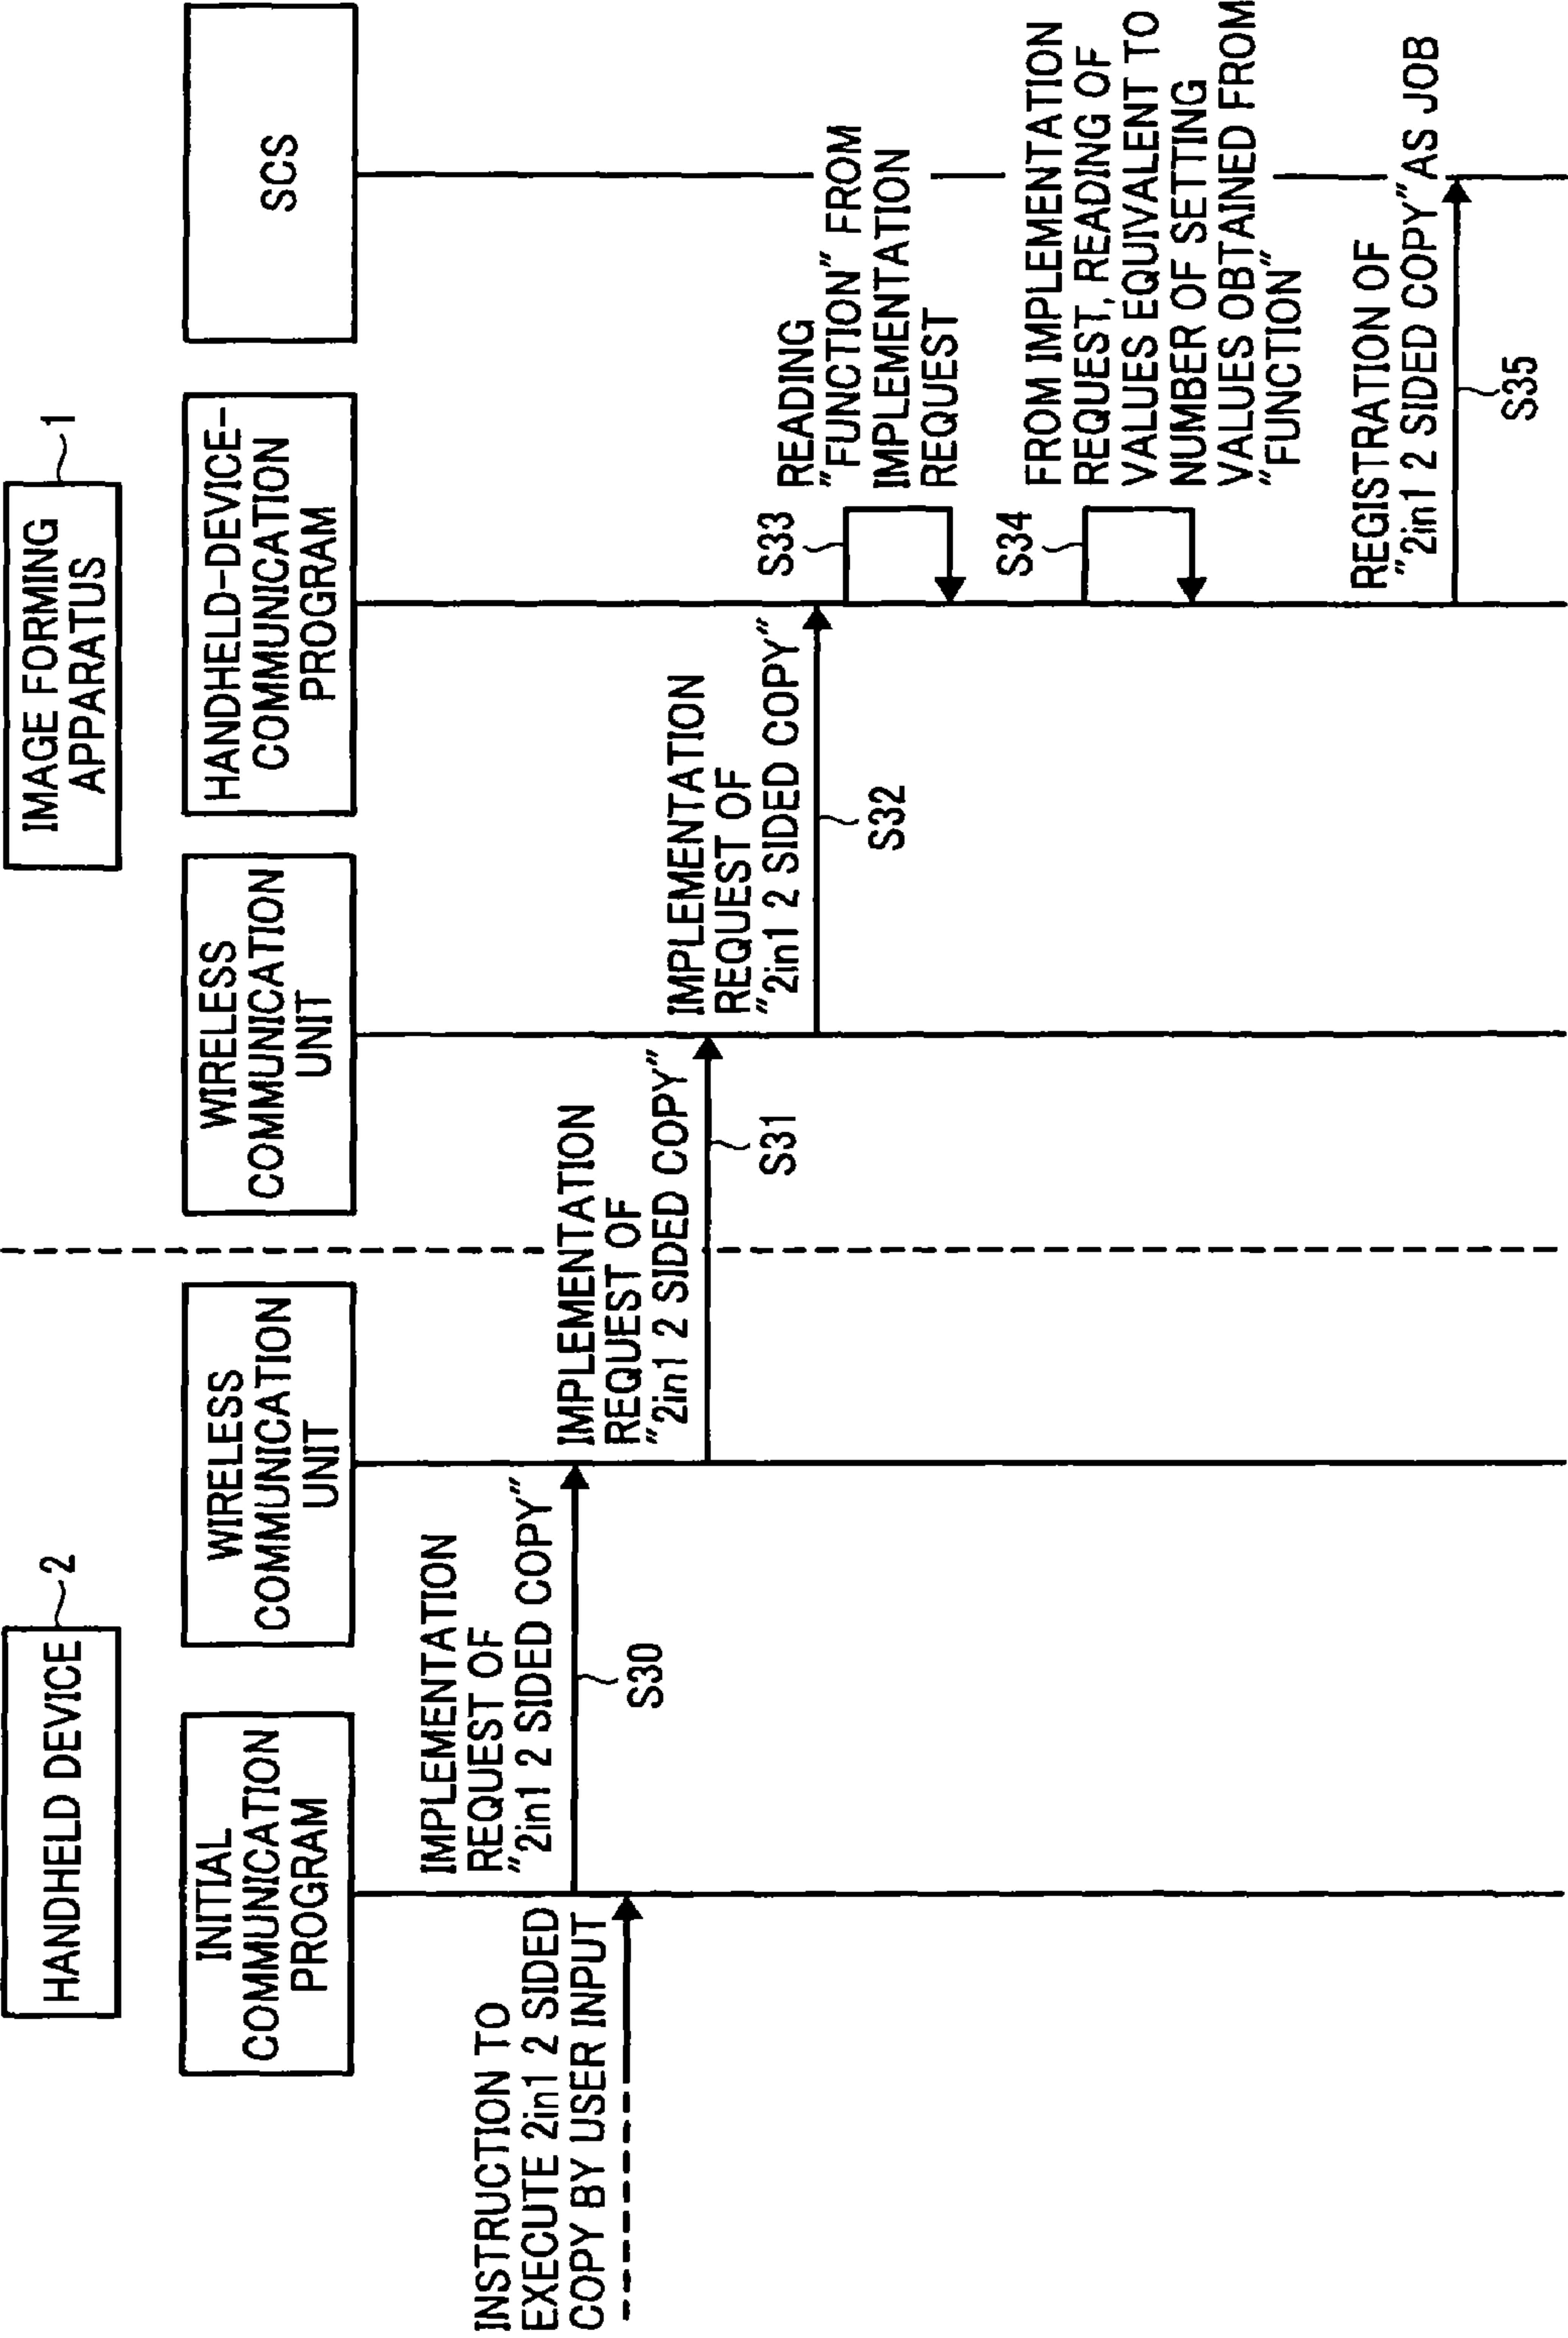 HANDHELD DEVICE
2
IMAGE FORMING
APPARATUS
1
INITIAL
COMMUNICATION
PROGRAM
WIRELESS
COMMUNICATION
UNIT
WIRELESS
COMMUNICATION
UNIT
HANDHELD-DEVICE-
COMMUNICATION
PROGRAM
SCS
INSTRUCTION TO
EXECUTE 2in1 2 SIDED
COPY BY USER INPUT
IMPLEMENTATION
REQUEST OF
"2in1 2 SIDED COPY"
S30
IMPLEMENTATION
REQUEST OF
"2in1 2 SIDED COPY"
S31
IMPLEMENTATION
REQUEST OF
"2in1 2 SIDED COPY"
S32
S33
READING
"FUNCTION" FROM
IMPLEMENTATION
REQUEST
S34
FROM IMPLEMENTATION
REQUEST, READING OF
VALUES EQUIVALENT TO
NUMBER OF SETTING
VALUES OBTAINED FROM
"FUNCTION"
REGISTRATION OF
"2in1 2 SIDED COPY" AS JOB
S35